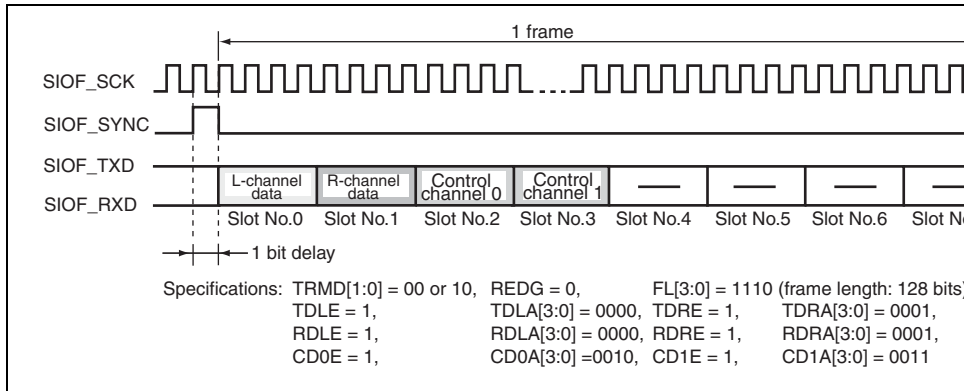 1 frame
SIOF_SCK
SIOF_SYNC
SIOF_TXD
SIOF_RXD
L-channel data
R-channel data
Control channel 0
Control channel 1
Slot No.0 Slot No.1 Slot No.2 Slot No.3 Slot No.4 Slot No.5 Slot No.6 Slot
1 bit delay
Specifications: TRMD[1:0] = 00 or 10, REDG = 0, FL[3:0] = 1110 (frame length: 128 bits)
TDLE = 1, TDLA[3:0] = 0000, TDRE = 1, TDRA[3:0] = 0001,
RDLE = 1, RDLA[3:0] = 0000, RDRE = 1, RDRA[3:0] = 0001,
CD0E = 1, CD0A[3:0] =0010, CD1E = 1, CD1A[3:0] = 0011